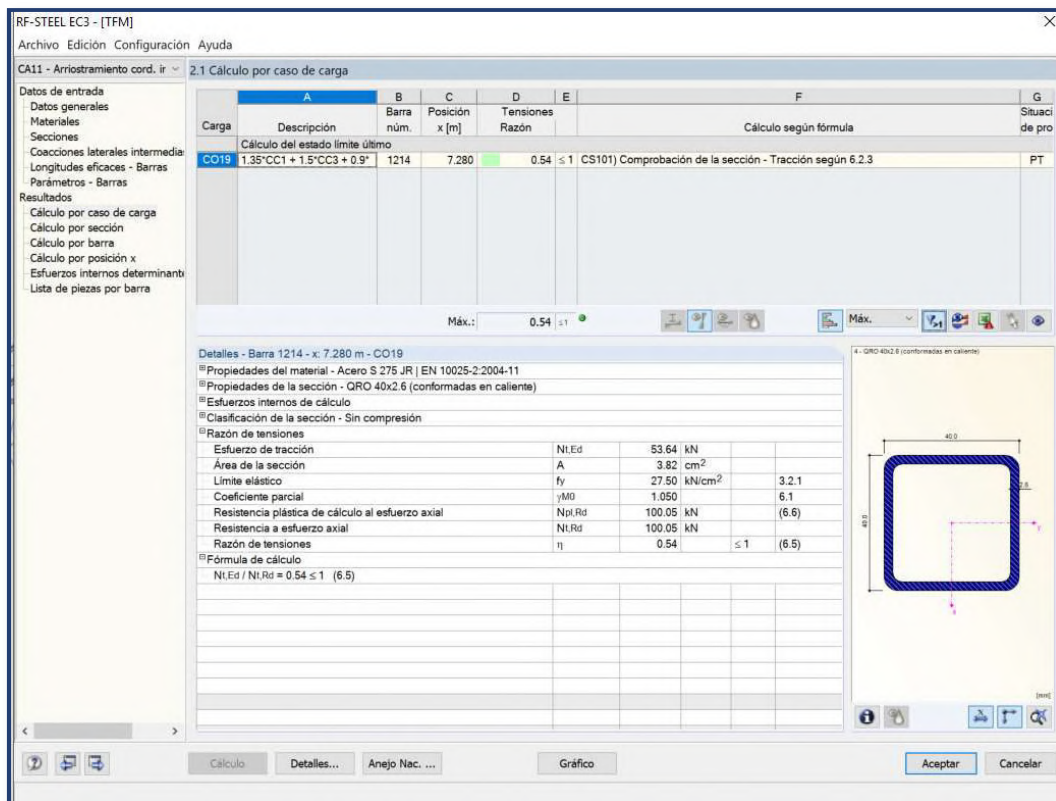 RF-STEEL EC3 - [TFM]
Archivo Edición Configuración Ayuda
CA11 - Arriostramiento cord. ir
2.1 Cálculo por caso de carga
Datos de entrada
Datos generales
Materiales
Secciones
Coacciones laterales intermedia
Longitudes eficaces - Barras
Parámetros - Barras
Resultados
Cálculo por caso de carga
Cálculo por sección
Cálculo por barra
Cálculo por posición x
Esfuerzos internos determinante
Lista de piezas por barra
A B C D E F G
Barra Posición Tensiones Situaci
Carga Descripción núm. x [m] Razón Cálculo según fórmula de pro
Cálculo del estado límite último
CO19 1.35*CC1 + 1.5*CC3 + 0.9* 1214 7.280 0.54 ≤ 1 CS101) Comprobación de la sección - Tracción según 6.2.3 PT
Máx.: 0.54 ≤1 Máx.
Detalles - Barra 1214 - x: 7.280 m - CO19
Propiedades del material - Acero S 275 JR | EN 10025-2:2004-11
Propiedades de la sección - QRO 40x2.6 (conformadas en caliente)
Esfuerzos internos de cálculo
Clasificación de la sección - Sin compresión
Razón de tensiones
Esfuerzo de tracción Nt,Ed 53.64 kN
Área de la sección A 3.82 cm2
Límite elástico fy 27.50 kN/cm2 3.2.1
Coeficiente parcial γM0 1.050 6.1
Resistencia plástica de cálculo al esfuerzo axial Npl,Rd 100.05 kN (6.6)
Resistencia a esfuerzo axial Nt,Rd 100.05 kN
Razón de tensiones η 0.54 ≤ 1 (6.5)
Fórmula de cálculo
Nt,Ed / Nt,Rd = 0.54 ≤ 1 (6.5)
4 - QRO 40x2.6 (conformadas en caliente)
40.0
2.6
40.0
y
z
[mm]
Cálculo Detalles... Anejo Nac. ... Gráfico Aceptar Cancelar